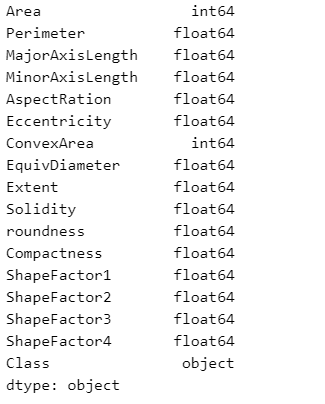 Area int64
Perimeter float64
MajorAxisLength float64
MinorAxisLength float64
AspectRation float64
Eccentricity float64
ConvexArea int64
EquivDiameter float64
Extent float64
Solidity float64
roundness float64
Compactness float64
ShapeFactor1 float64
ShapeFactor2 float64
ShapeFactor3 float64
ShapeFactor4 float64
Class object
dtype: object